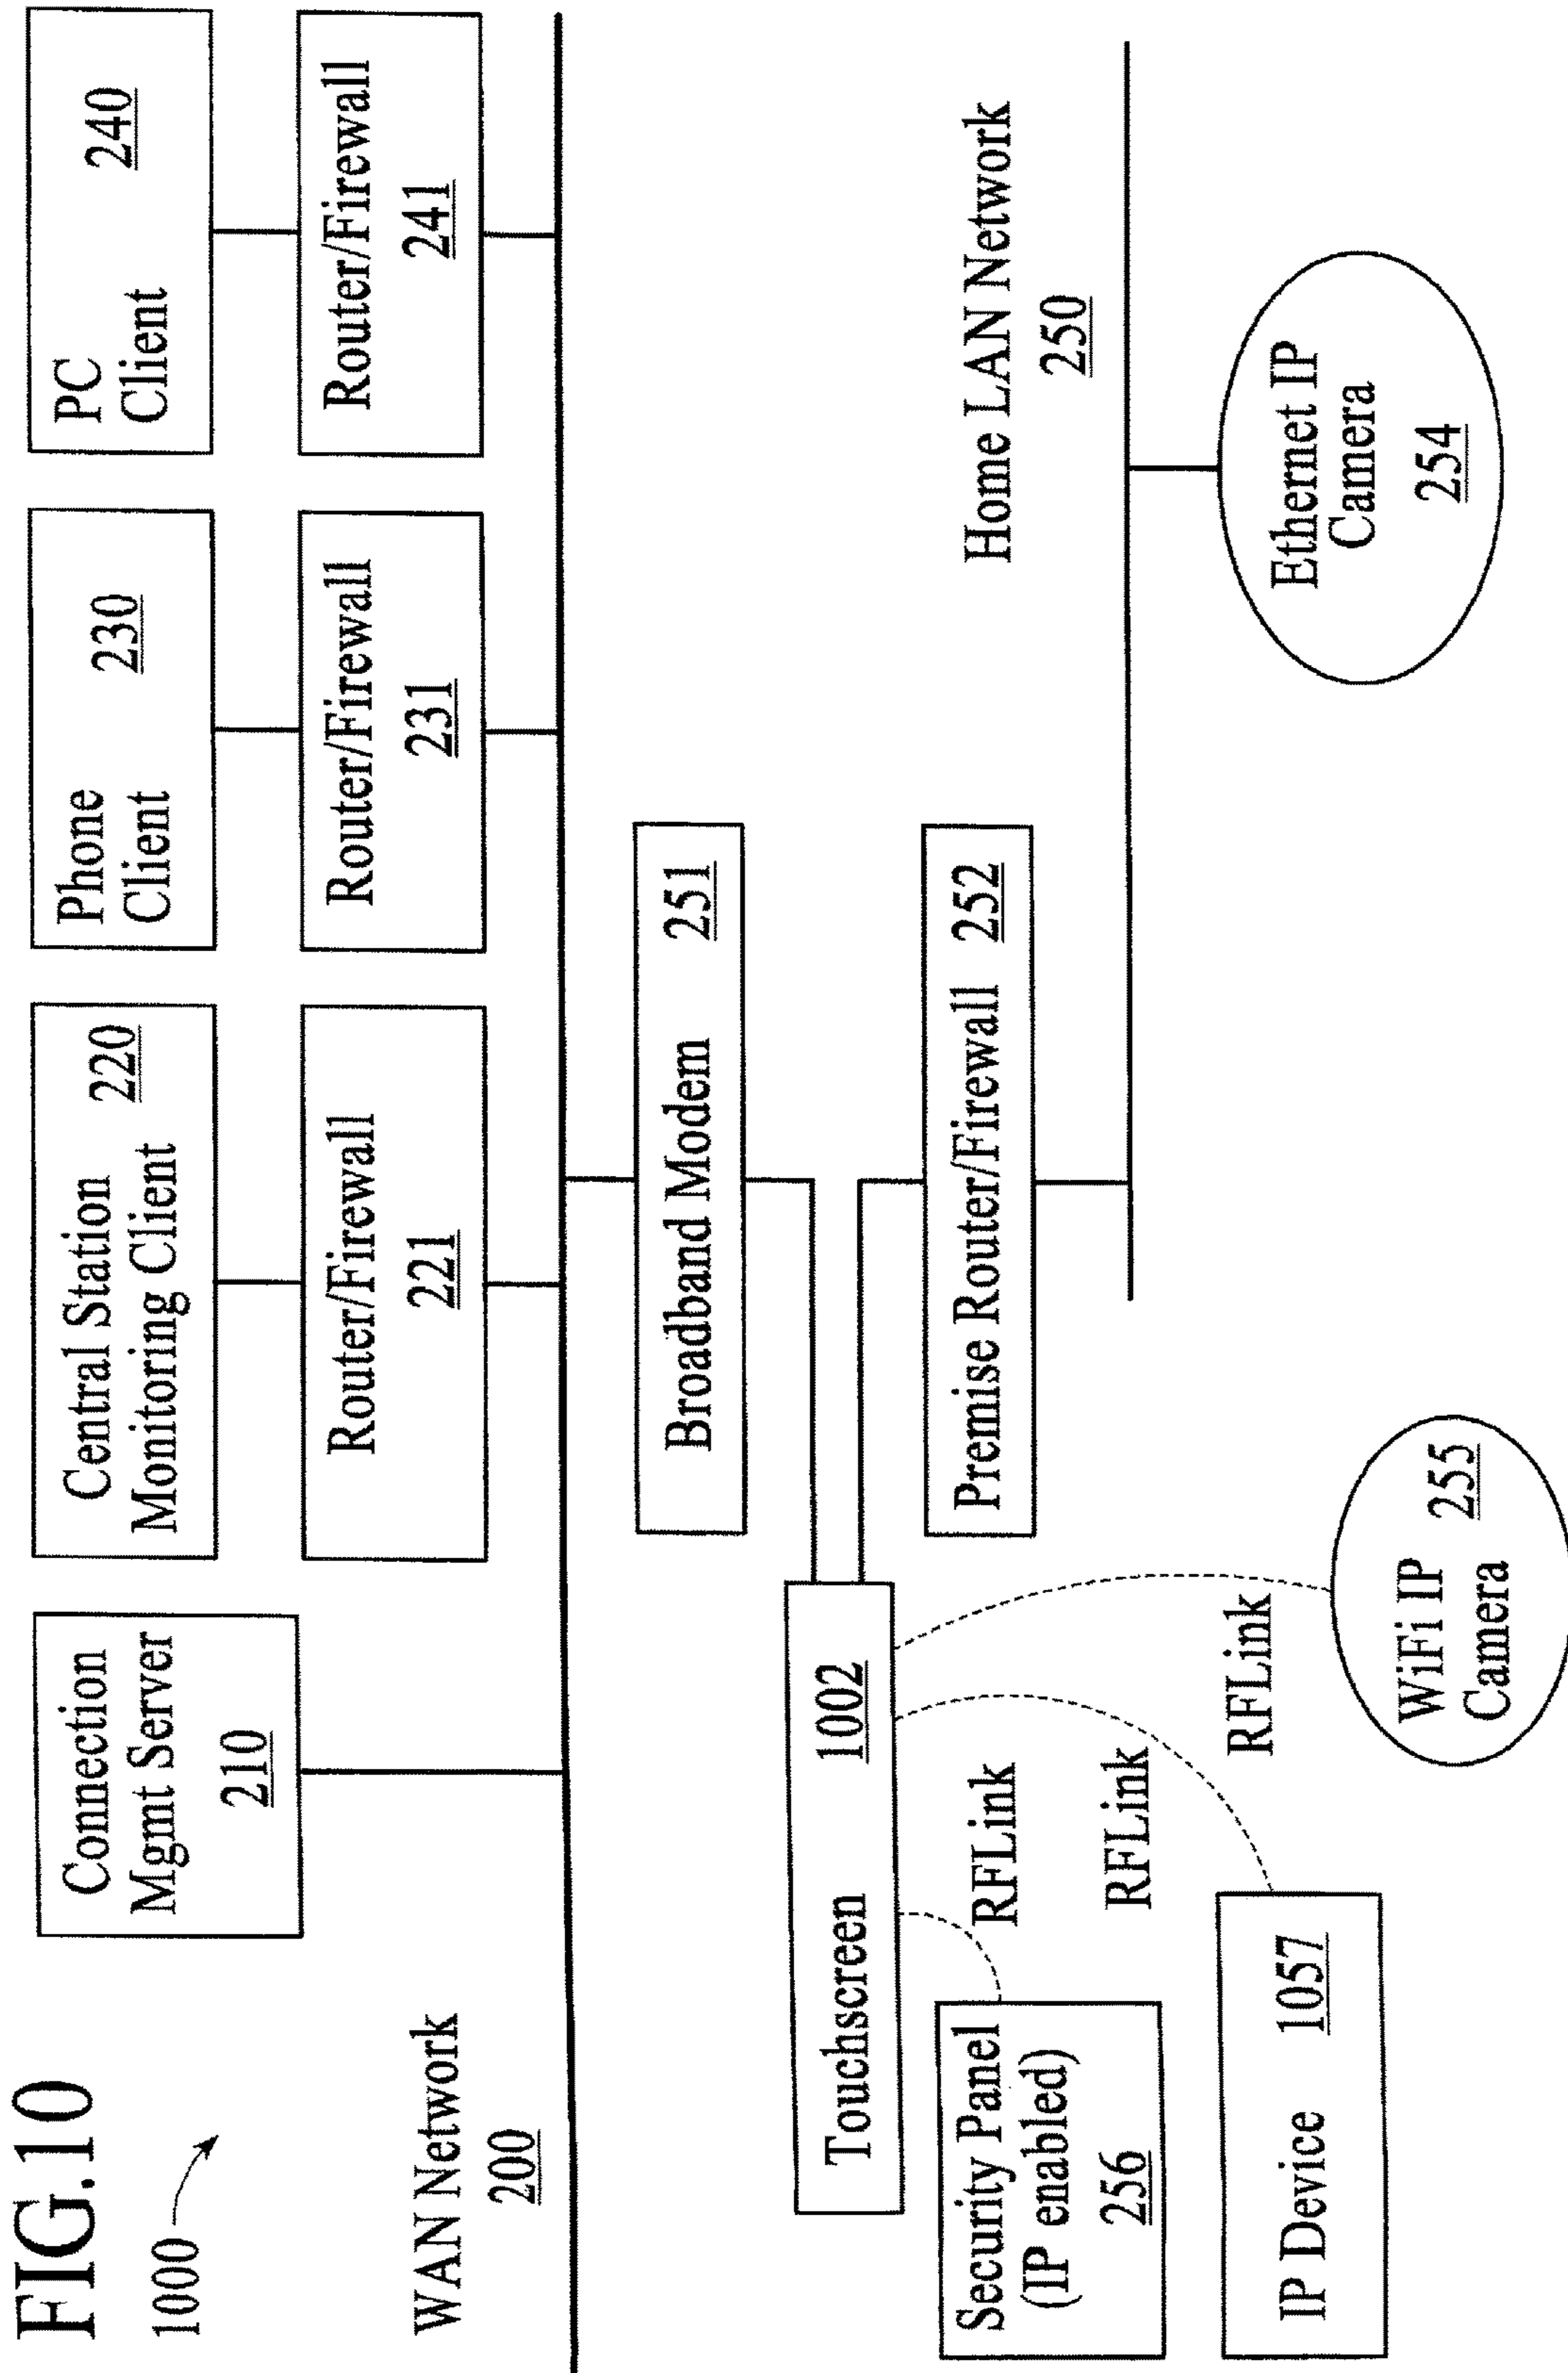 FIG.10
1000
Connection
Mgmt Server
210
Central Station
Monitoring Client
220
Phone
Client
230
PC
Client
240
Router/Firewall
221
Router/Firewall
231
Router/Firewall
241
WAN Network
200
Broadband Modem 251
Touchscreen 1002
Premise Router/Firewall 252
Home LAN Network
250
Security Panel
(IP enabled)
256
RFLink
RFLink
RFLink
IP Device 1057
WiFi IP
Camera
255
Ethernet IP
Camera
254